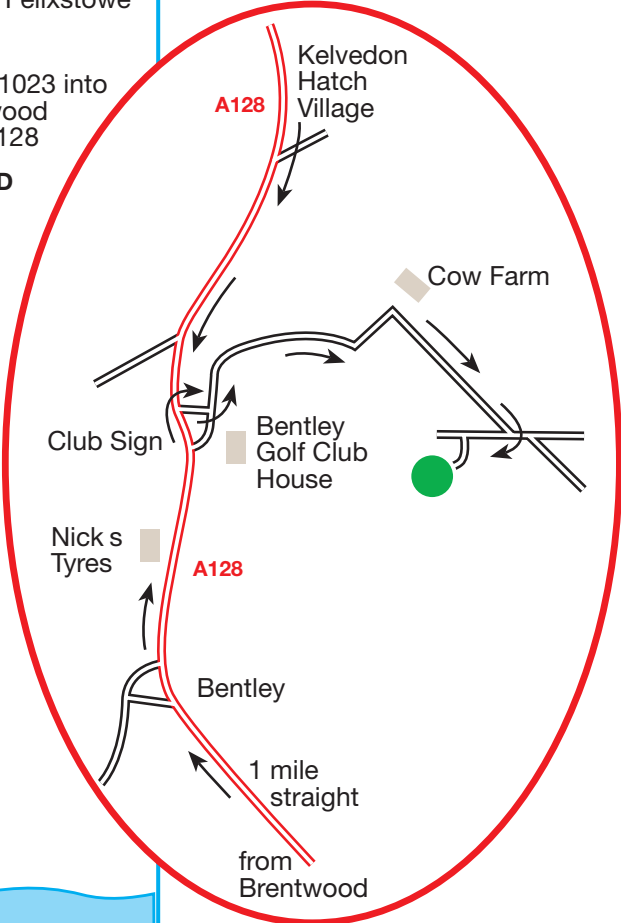 Felixstowe
1023 into
128
D
Kelvedon
Hatch
Village
A128
Cow Farm
Club Sign
Bentley
Golf Club
House
Nick s
Tyres
A128
Bentley
1 mile
straight
from
Brentwood